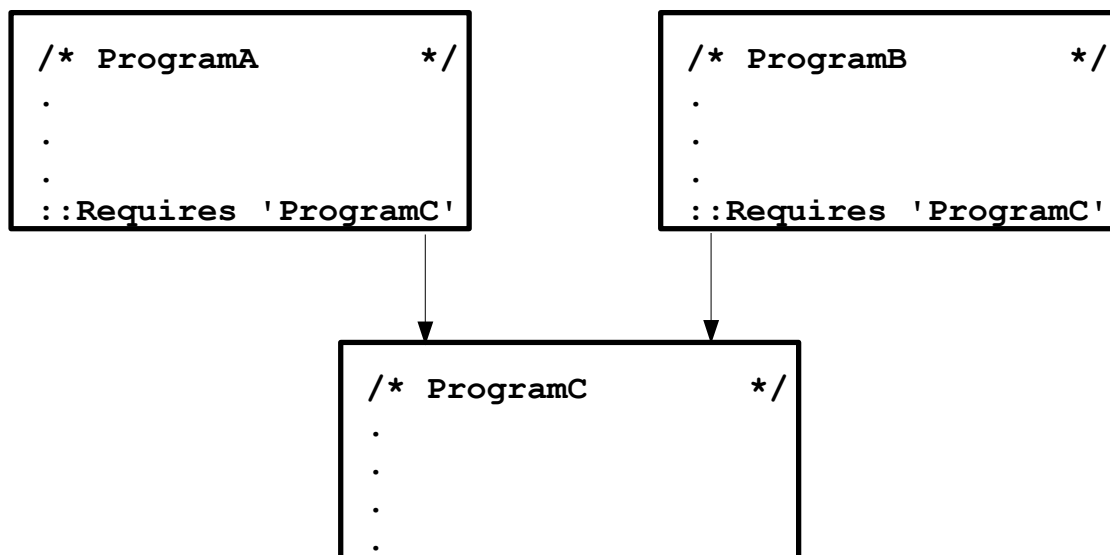 /* ProgramA */
.
.
.
::Requires 'ProgramC'
/* ProgramB */
.
.
.
::Requires 'ProgramC'
/* ProgramC */
.
.
.
.